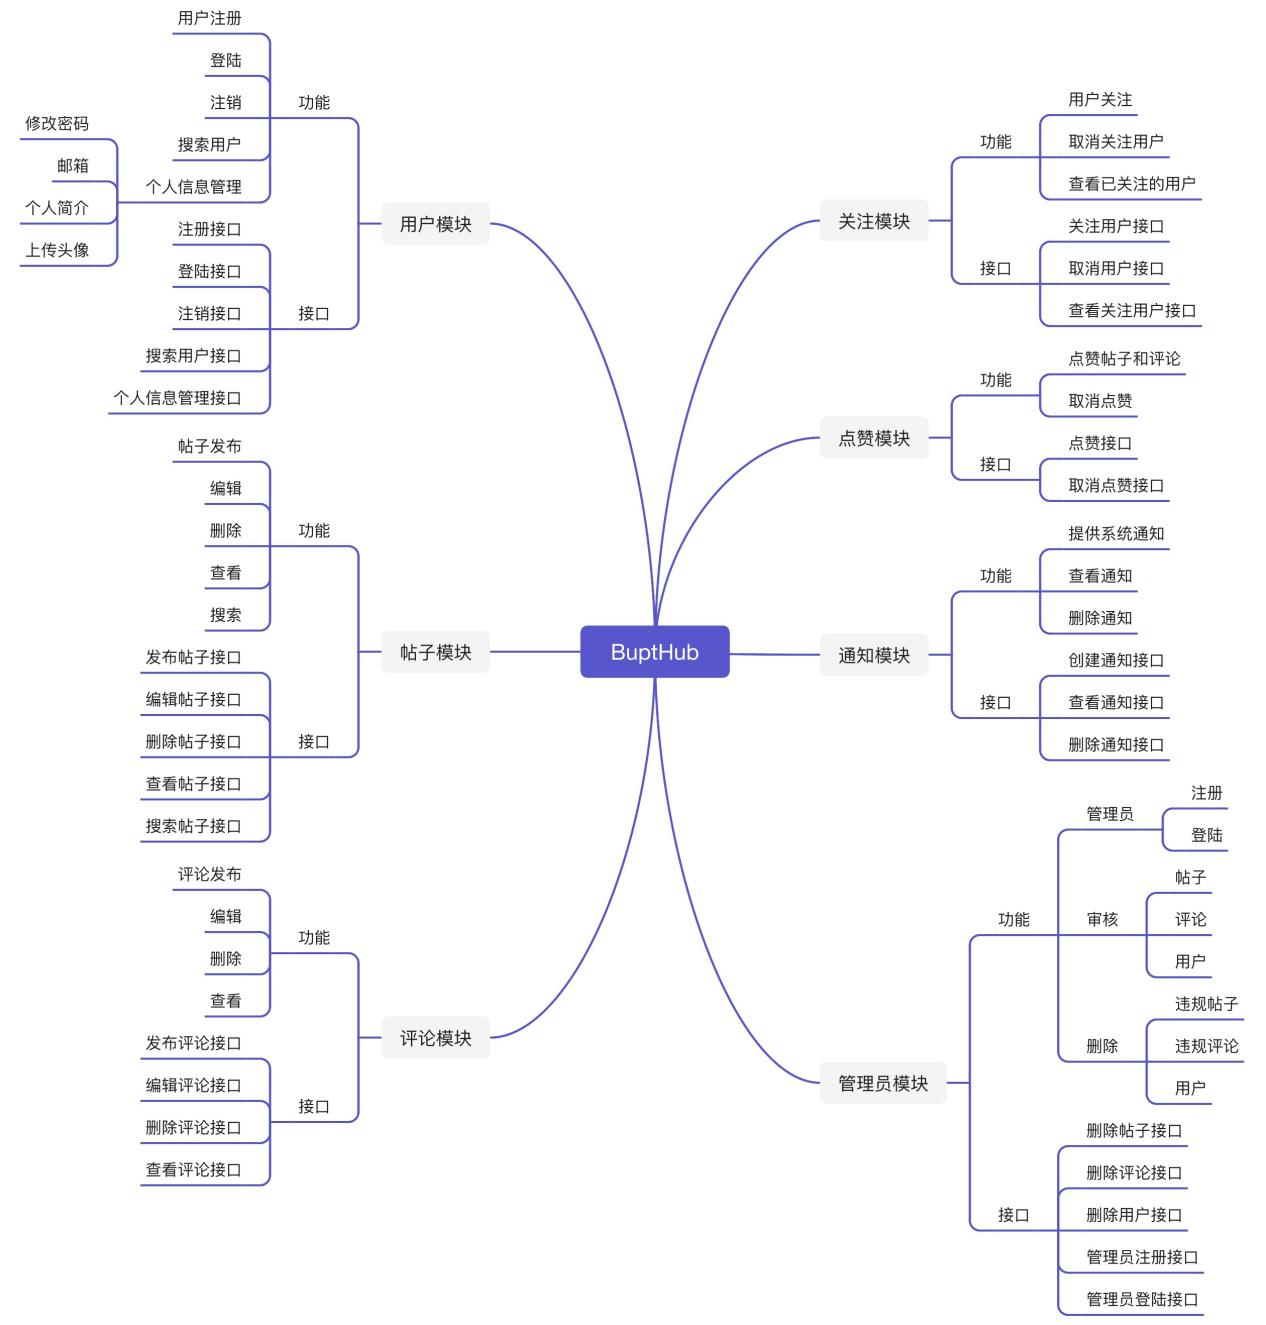 BuptHub
用户模块
功能
用户注册
登陆
注销
搜索用户
个人信息管理
修改密码
邮箱
个人简介
上传头像
接口
注册接口
登陆接口
注销接口
搜索用户接口
个人信息管理接口
帖子模块
功能
帖子发布
编辑
删除
查看
搜索
接口
发布帖子接口
编辑帖子接口
删除帖子接口
查看帖子接口
搜索帖子接口
评论模块
功能
评论发布
编辑
删除
查看
接口
发布评论接口
编辑评论接口
删除评论接口
查看评论接口
关注模块
功能
用户关注
取消关注用户
查看已关注的用户
接口
关注用户接口
取消用户接口
查看关注用户接口
点赞模块
功能
点赞帖子和评论
取消点赞
接口
点赞接口
取消点赞接口
通知模块
功能
提供系统通知
查看通知
删除通知
接口
创建通知接口
查看通知接口
删除通知接口
管理员模块
功能
管理员
注册
登陆
审核
帖子
评论
用户
删除
违规帖子
违规评论
用户
接口
删除帖子接口
删除评论接口
删除用户接口
管理员注册接口
管理员登陆接口